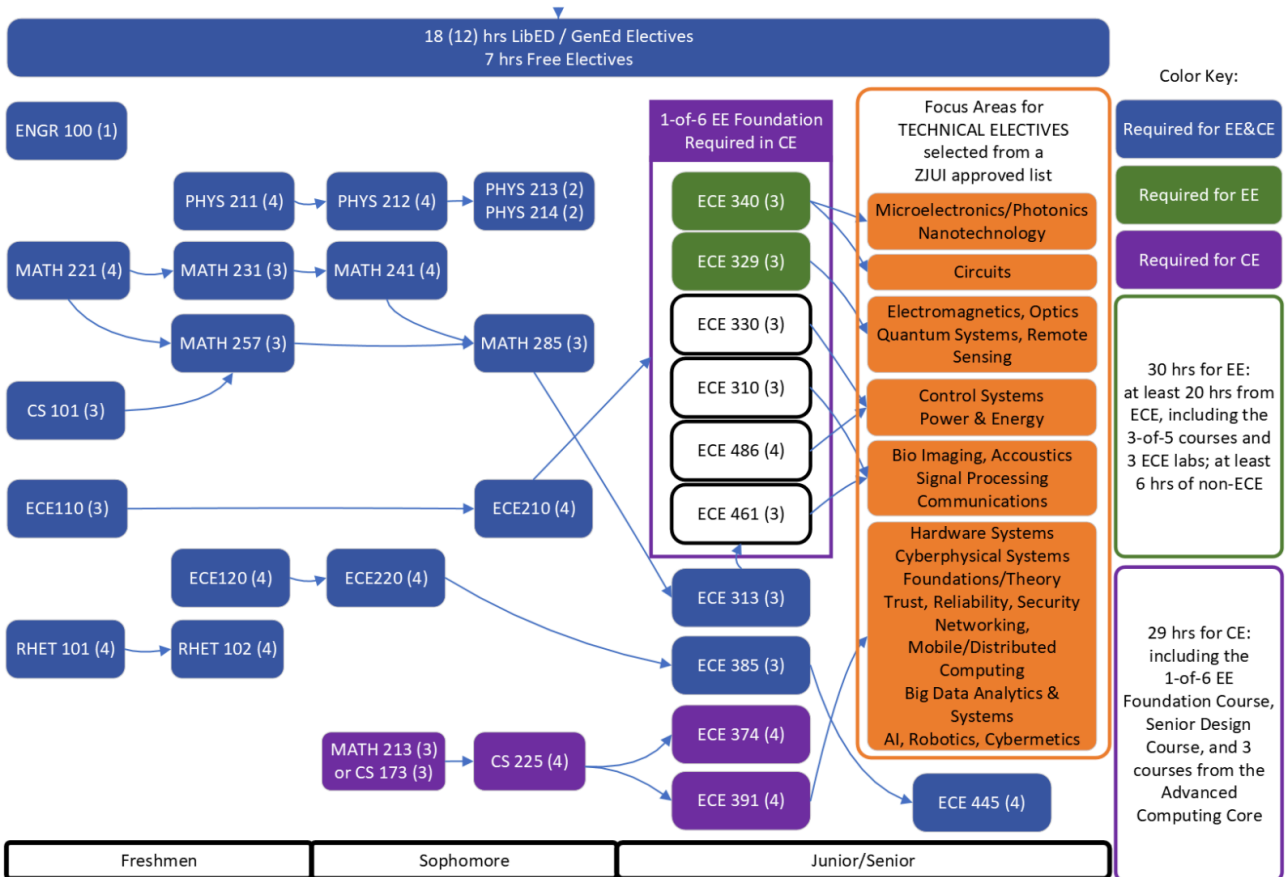 18 (12) hrs LibED / GenEd Electives
7 hrs Free Electives
Color Key:
ENGR 100 (1)
1-of-6 EE Foundation
Required in CE
Focus Areas for
TECHNICAL ELECTIVES
selected from a
ZJUI approved list
Required for EE&CE
Required for EE
Required for CE
PHYS 211 (4)
PHYS 212 (4)
PHYS 213 (2)
PHYS 214 (2)
ECE 340 (3)
Microelectronics/Photonics
Nanotechnology
MATH 221 (4)
MATH 231 (3)
MATH 241 (4)
ECE 329 (3)
Circuits
MATH 257 (3)
MATH 285 (3)
ECE 330 (3)
Electromagnetics, Optics
Quantum Systems, Remote
Sensing
CS 101 (3)
ECE 310 (3)
Control Systems
Power & Energy
30 hrs for EE:
at least 20 hrs from
ECE, including the
3-of-5 courses and
3 ECE labs; at least
6 hrs of non-ECE
ECE 486 (4)
Bio Imaging, Accoustics
Signal Processing
Communications
ECE110 (3)
ECE210 (4)
ECE 461 (3)
Hardware Systems
Cyberphysical Systems
Foundations/Theory
Trust, Reliability, Security
Networking,
Mobile/Distributed
Computing
Big Data Analytics &
Systems
AI, Robotics, Cybermetics
ECE120 (4)
ECE220 (4)
ECE 313 (3)
RHET 101 (4)
RHET 102 (4)
ECE 385 (3)
29 hrs for CE:
including the
1-of-6 EE
Foundation Course,
Senior Design
Course, and 3
courses from the
Advanced
Computing Core
MATH 213 (3)
or CS 173 (3)
CS 225 (4)
ECE 374 (4)
ECE 391 (4)
ECE 445 (4)
Freshmen
Sophomore
Junior/Senior